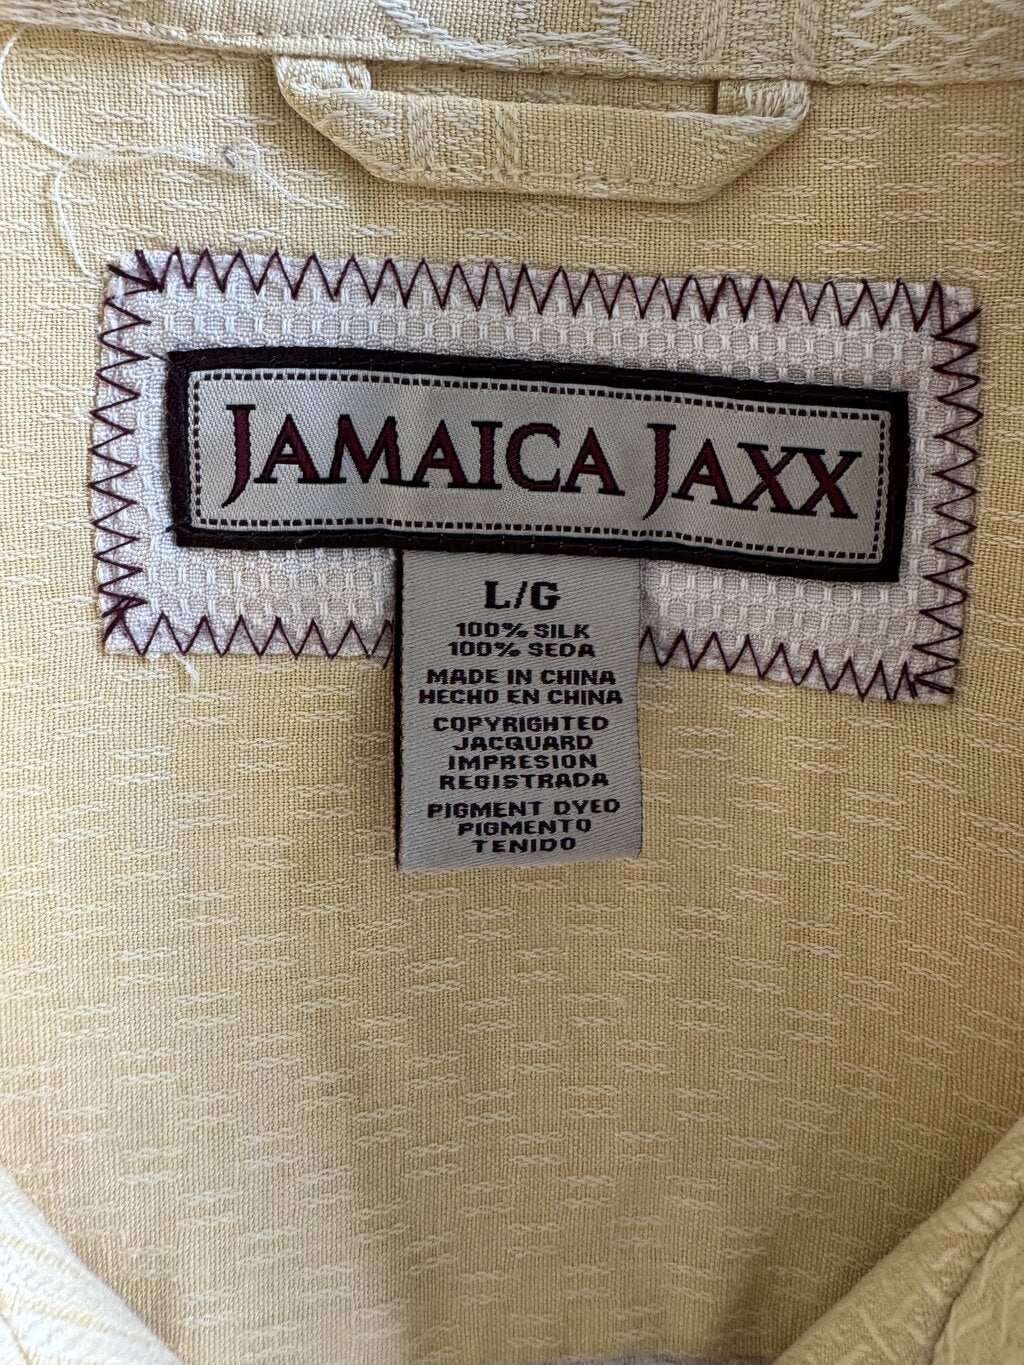 JAMAICA JAXX
L/G
100% SILK
100% SEDA
MADE IN CHINA
HECHO EN CHINA
COPYRIGHTED
JACQUARD
IMPRESION
REGISTRADA
PIGMENT DYED
PIGMENTO
TENIDO